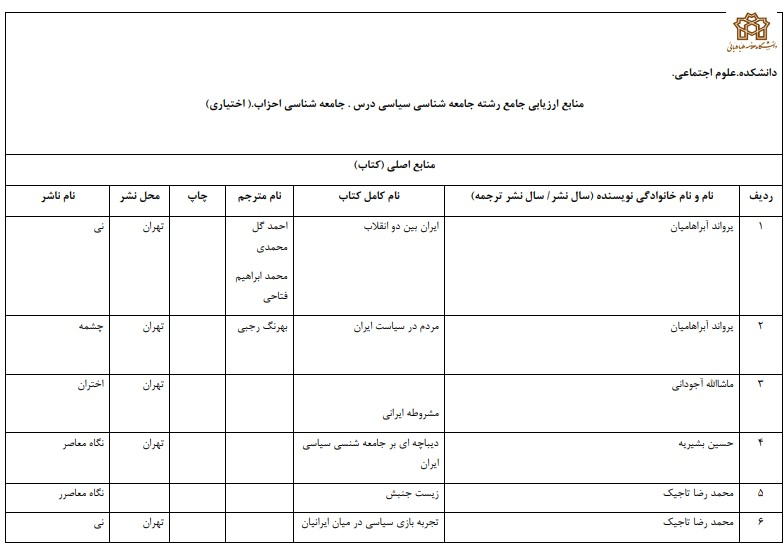 دانشگاه علامه طباطبائی
دانشکده.علوم اجتماعی.
منابع ارزیابی جامع رشته جامعه شناسی سیاسی درس . جامعه شناسی احزاب.( اختیاری)
منابع اصلی (کتاب)
ردیف نام و نام خانوادگی نویسنده (سال نشر/ سال نشر ترجمه) نام کامل کتاب نام مترجم چاپ محل نشر نام ناشر
۱ یرواند آبراهامیان ایران بین دو انقلاب احمد گل تهران نی
محمدی
محمد ابراهیم
فتاحی
۲ یرواند آبراهامیان مردم در سیاست ایران بهرنگ رجبی تهران چشمه
۳ ماشاالله آجودانی تهران اختران
مشروطه ایرانی
۴ حسین بشیریه دیباچه ای بر جامعه شنسی سیاسی تهران نگاه معاصر
ایران
۵ محمد رضا تاجیک زیست جنبش نگاه معاصرر
۶ محمد رضا تاجیک تجربه بازی سیاسی در میان ایرانیان تهران نی